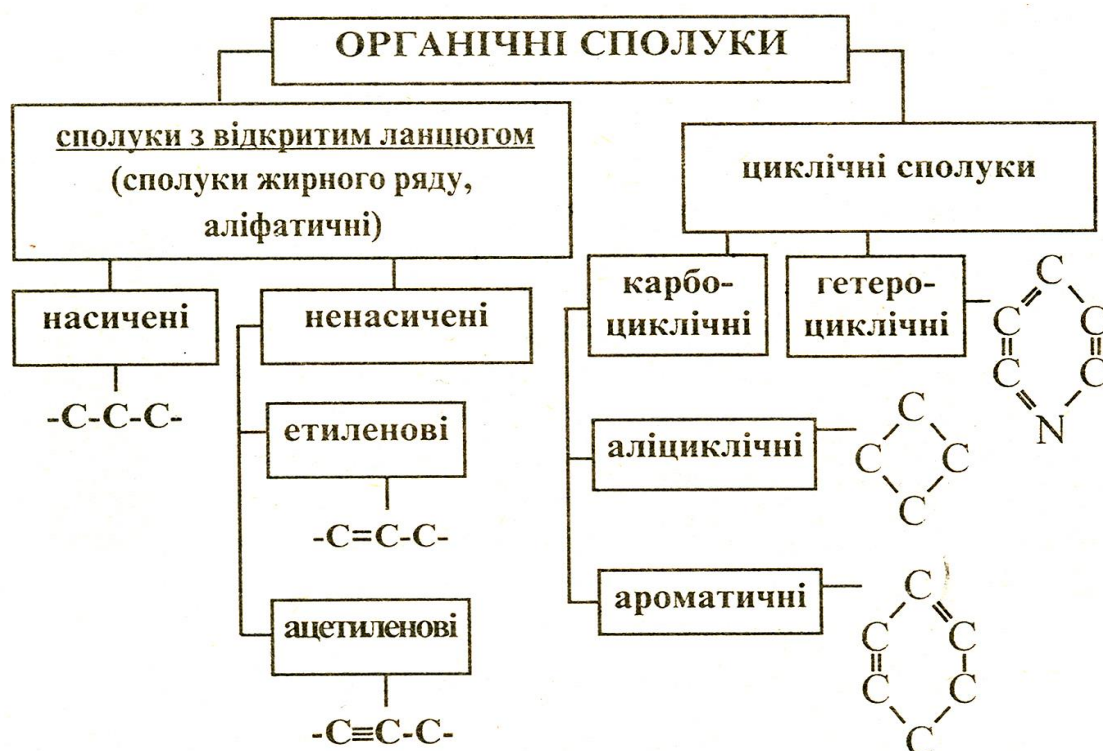 ОРГАНІЧНІ СПОЛУКИ
сполуки з відкритим ланцюгом
(сполуки жирного ряду,
аліфатичні)
циклічні сполуки
насичені
ненасичені
карбо-
циклічні
гетеро-
циклічні
-C-C-C-
етиленові
-C=C-C-
ацетиленові
-C≡C-C-
аліциклічні
ароматичні
C
C
C
C
C
N
C
C
C
C
C
C
C
C
C
C